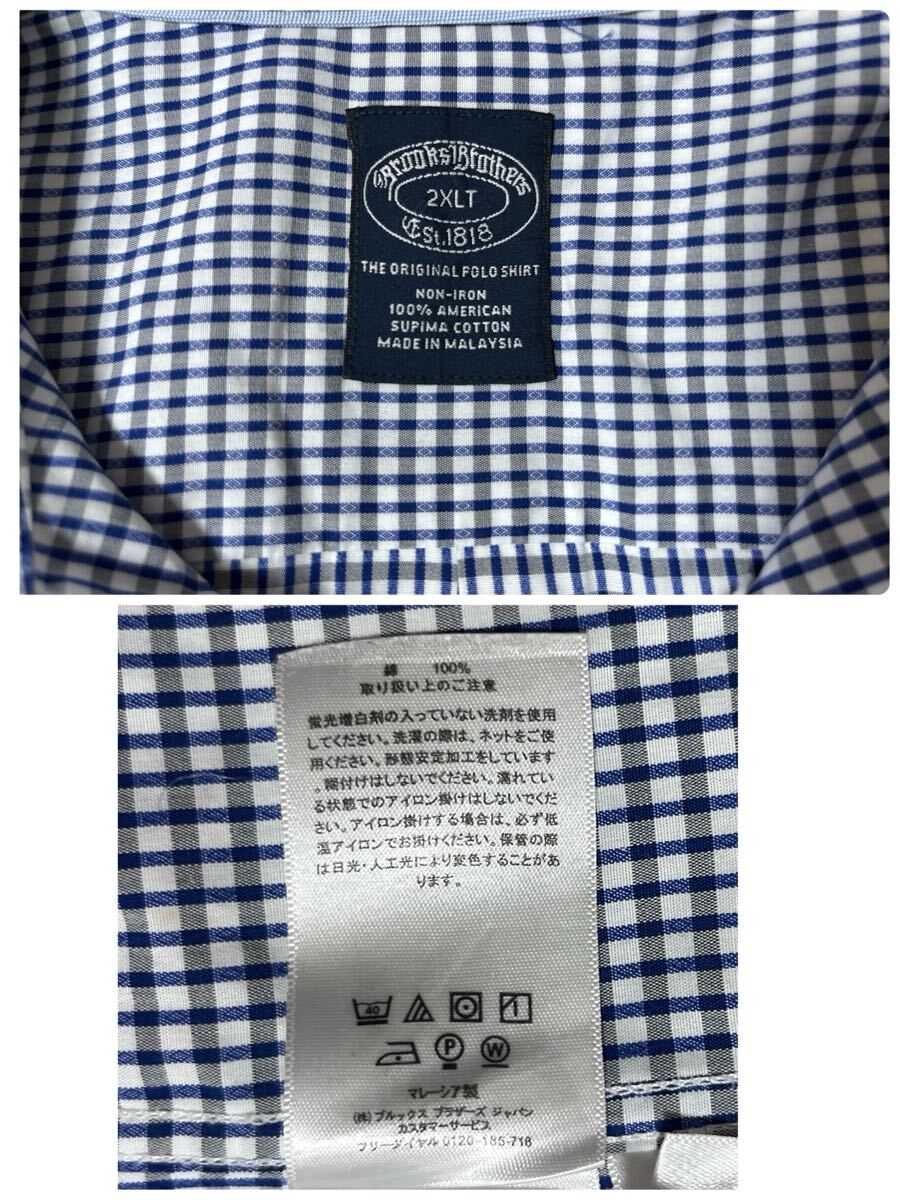 Brooks Brothers
2XLT
Est.1818
THE ORIGINAL POLO SHIRT
NON-IRON
100% AMERICAN
SUPIMA COTTON
MADE IN MALAYSIA
綿 100%
取り扱い上のご注意
蛍光増白剤の入っていない洗剤を使用
してください。洗濯の際は、ネットをご使
用ください。形態安定加工をしています
。糊付けはしないでください。濡れてい
る状態でのアイロン掛けはしないでくだ
さい。アイロン掛けする場合は、必ず低
温アイロンでお掛けください。保管の際
は日光・人工光により変色することがあ
ります。
40
P
W
マレーシア製
(株)ブルックス ブラザーズ ジャパン
カスタマーサービス
フリーダイヤル 0120-185-718